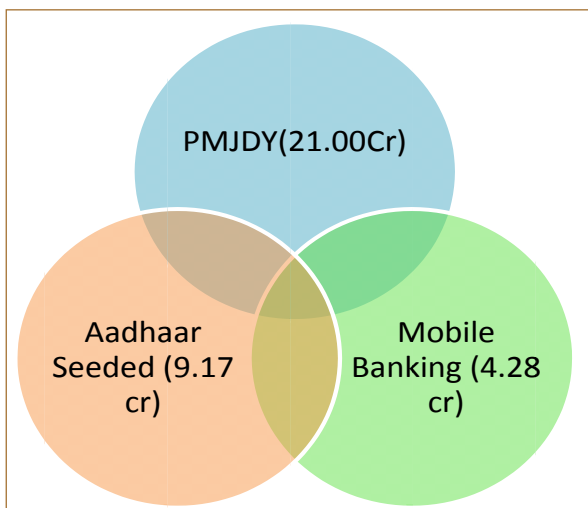 PMJDY(21.00Cr)
Aadhaar
Seeded (9.17
cr)
Mobile
Banking (4.28
cr)